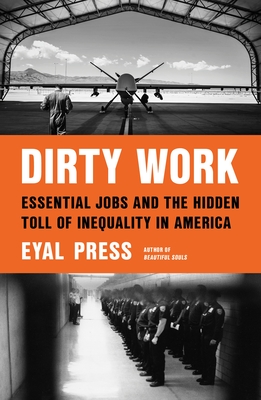 DIRTY WORK
ESSENTIAL JOBS AND THE HIDDEN
TOLL OF INEQUALITY IN AMERICA
EYAL PRESS
AUTHOR OF
BEAUTIFUL SOULS